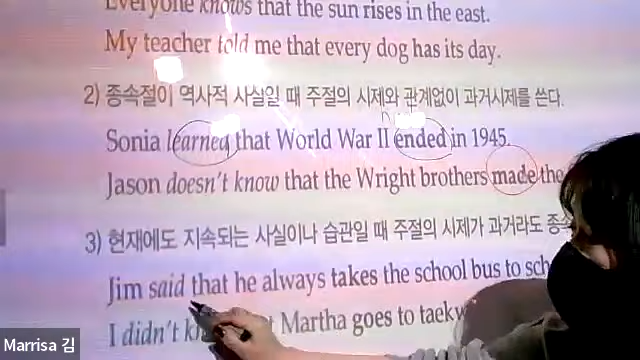 Everyone knows that the sun rises in the east.
My teacher told me that every dog has its day.
2) 종속절이 역사적 사실일 때 주절의 시제와 관계없이 과거시제를 쓴다.
Sonia learned that World War II ended in 1945.
Jason doesn't know that the Wright brothers made the
3) 현재에도 지속되는 사실이나 습관일 때 주절의 시제가 과거라도 종속
Jim said that he always takes the school bus to
I didn't Martha goes to
Marrisa 김